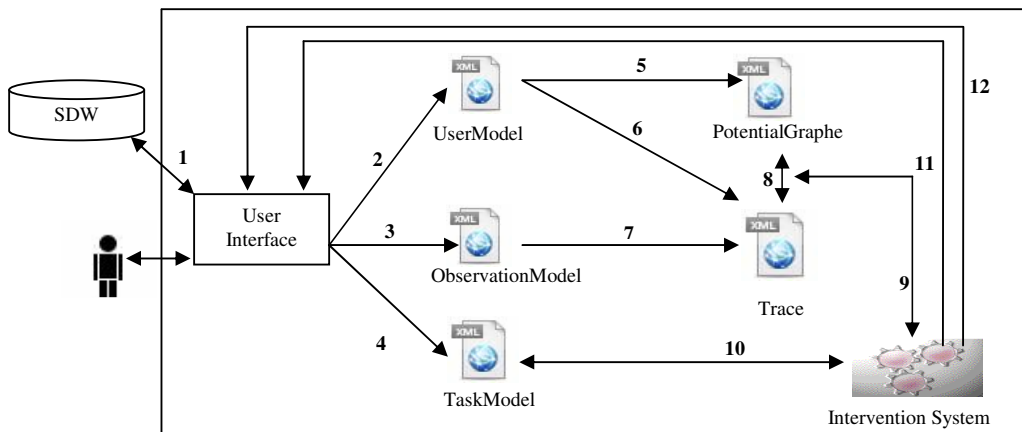 12
XML
5
XML
SDW
UserModel
6
PotentialGraphe
1
2
8
11
User
Interface
XML
XML
3
7
ObservationModel
9
Trace
4
XML
10
TaskModel
Intervention System